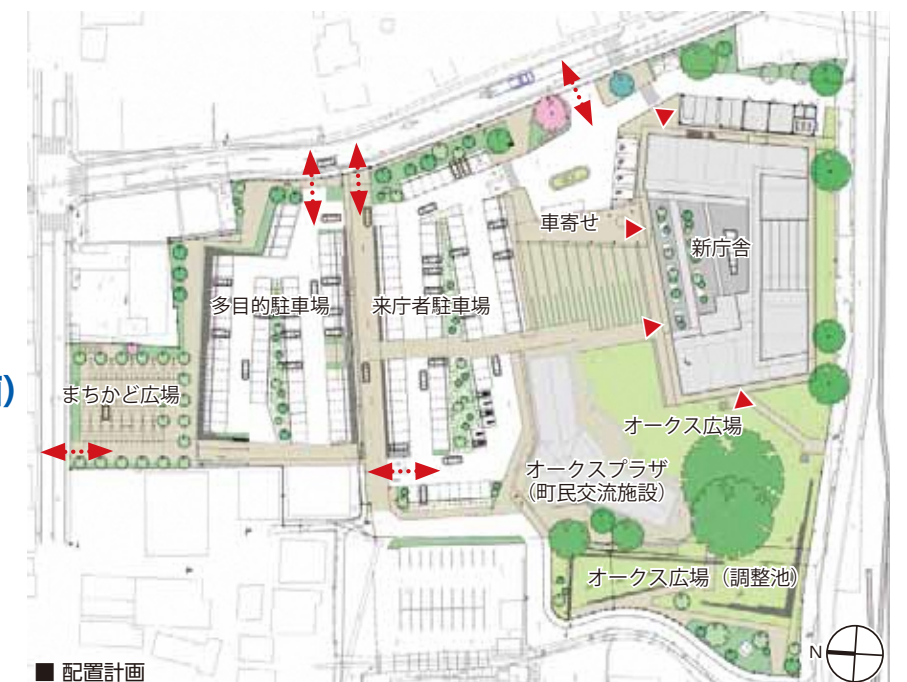 車寄せ
新庁舎
多目的駐車場
来庁者駐車場
まちかど広場
オークス広場
オークスプラザ
(町民交流施設)
オークス広場(調整池)
N
■ 配置計画
)